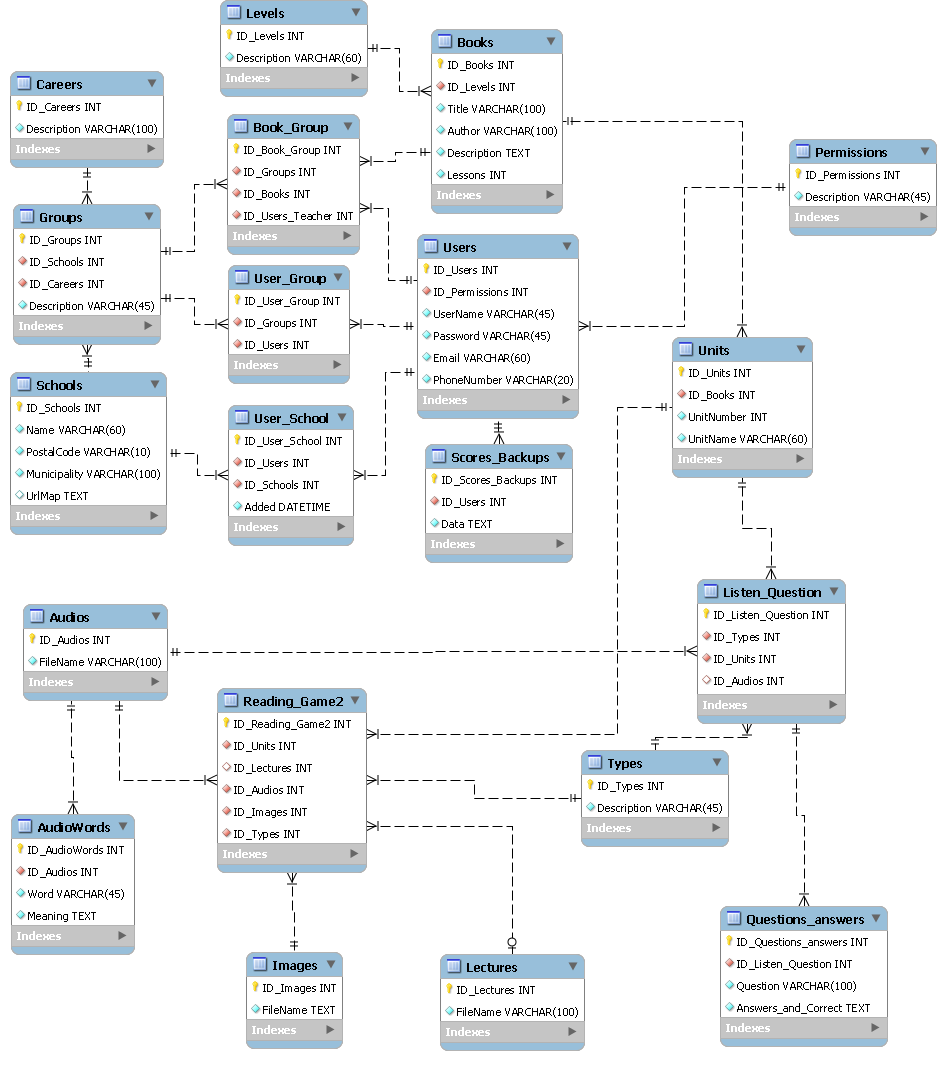 Levels
ID_Levels INT
Description VARCHAR(60)
Indexes
Books
ID_Books INT
ID_Levels INT
Title VARCHAR(100)
Author VARCHAR(100)
Description TEXT
Lessons INT
Indexes
Careers
ID_Careers INT
Description VARCHAR(100)
Indexes
Book_Group
ID_Book_Group INT
ID_Groups INT
ID_Books INT
ID_Users_Teacher INT
Indexes
Permissions
ID_Permissions INT
Description VARCHAR(45)
Indexes
Groups
ID_Groups INT
ID_Schools INT
ID_Careers INT
Description VARCHAR(45)
Indexes
User_Group
ID_User_Group INT
ID_Groups INT
ID_Users INT
Indexes
Users
ID_Users INT
ID_Permissions INT
UserName VARCHAR(45)
Password VARCHAR(45)
Email VARCHAR(60)
PhoneNumber VARCHAR(20)
Indexes
Units
ID_Units INT
ID_Books INT
UnitNumber INT
UnitName VARCHAR(60)
Indexes
Schools
ID_Schools INT
Name VARCHAR(60)
PostalCode VARCHAR(10)
Municipality VARCHAR(100)
UrlMap TEXT
Indexes
User_School
ID_User_School INT
ID_Users INT
ID_Schools INT
Added DATETIME
Indexes
Scores_Backups
ID_Scores_Backups INT
ID_Users INT
Data TEXT
Indexes
Listen_Question
ID_Listen_Question INT
ID_Types INT
ID_Units INT
ID_Audios INT
Indexes
Audios
ID_Audios INT
FileName VARCHAR(100)
Indexes
Reading_Game2
ID_Reading_Game2 INT
ID_Units INT
ID_Lectures INT
ID_Audios INT
ID_Images INT
ID_Types INT
Indexes
Types
ID_Types INT
Description VARCHAR(45)
Indexes
AudioWords
ID_AudioWords INT
ID_Audios INT
Word VARCHAR(45)
Meaning TEXT
Indexes
Questions_answers
ID_Questions_answers INT
ID_Listen_Question INT
Question VARCHAR(100)
Answers_and_Correct TEXT
Indexes
Images
ID_Images INT
FileName TEXT
Indexes
Lectures
ID_Lectures INT
FileName VARCHAR(100)
Indexes